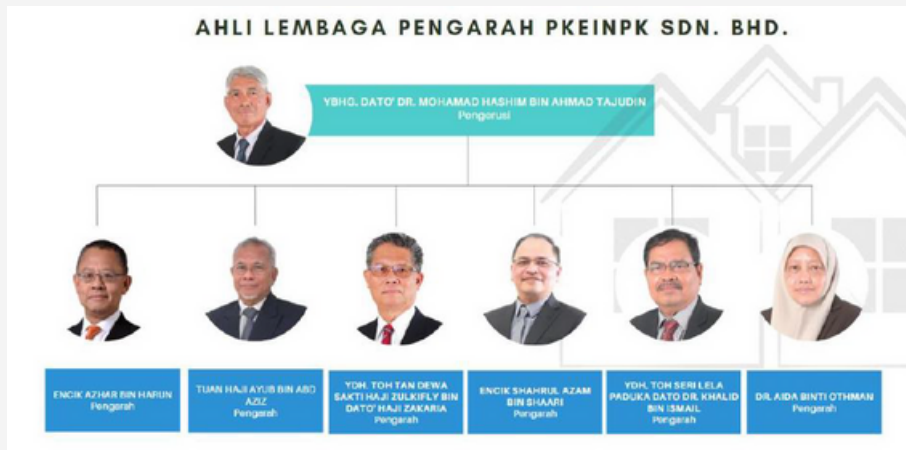 AHLI LEMBAGA PENGARAH PKEINPK SDN. BHD.
YBHG. DATO' DR. MOHAMAD HASHIM BIN AHMAD TAJUDIN
Pengerusi
ENCIK AZHAR BIN HARUN
Pengarah
TUAN HAJI AYUB BIN ABD
AZIZ
Pengarah
YDH. TOH TAN DEWA
SAKTI HAJI ZULKIFLY BIN
DATO' HAJI ZAKARIA
Pengarah
ENCIK SHAHRUL AZAM
BIN SHAARI
Pengarah
YDH. TOH SERI LELA
PADUKA DATO DR. KHALID
BIN ISMAIL
Pengarah
DR. AIDA BINTI OTHMAN
Pengarah